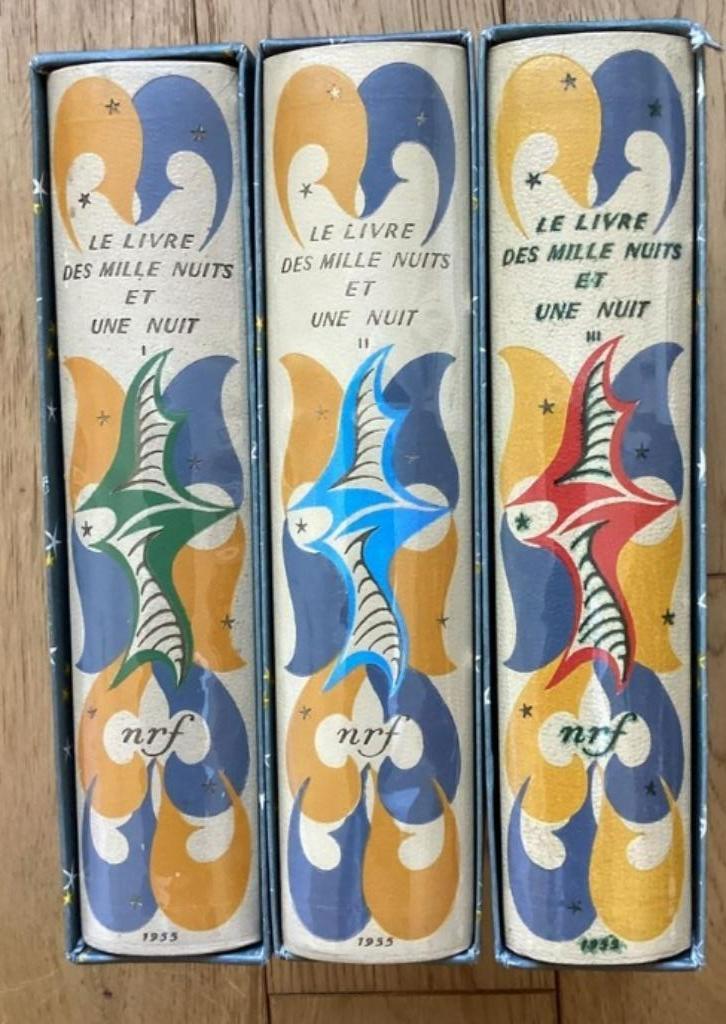 LE LIVRE
DES MILLE NUITS
ET
UNE NUIT
I
nrf
1955
LE LIVRE
DES MILLE NUITS
ET
UNE NUIT
II
nrf
1955
LE LIVRE
DES MILLE NUITS
ET
UNE NUIT
III
nrf